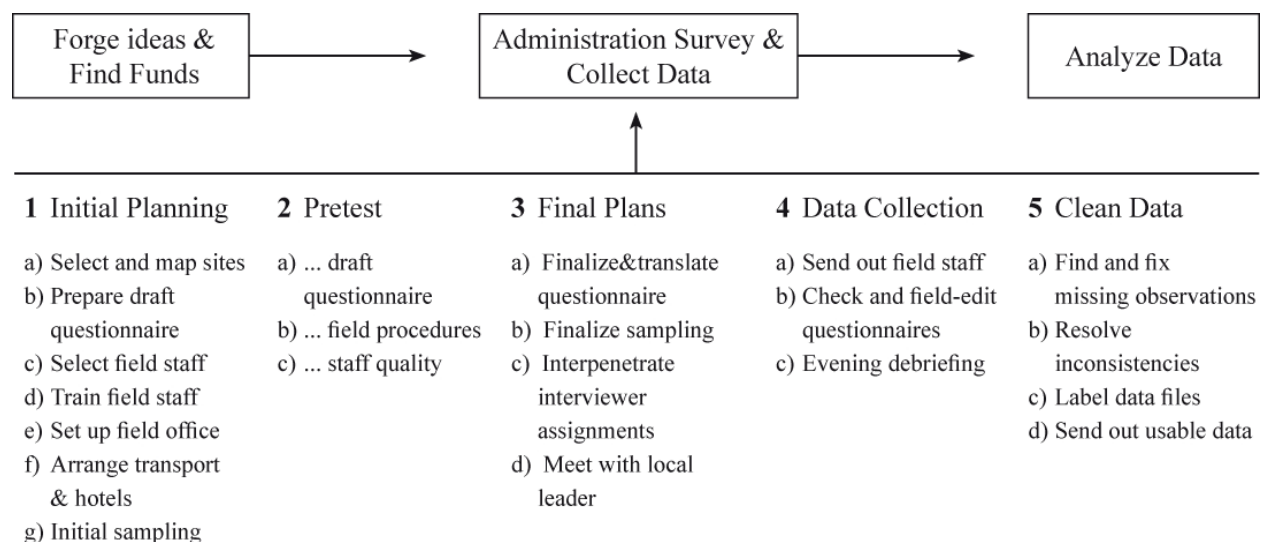 Forge ideas &
Find Funds
Administration Survey &
Collect Data
Analyze Data
1 Initial Planning
a) Select and map sites
b) Prepare draft
questionnaire
c) Select field staff
d) Train field staff
e) Set up field office
f) Arrange transport
& hotels
g) Initial sampling
2 Pretest
a) ... draft
questionnaire
b) ... field procedures
c) ... staff quality
3 Final Plans
a) Finalize&translate
questionnaire
b) Finalize sampling
c) Interpenetrate
interviewer
assignments
d) Meet with local
leader
4 Data Collection
a) Send out field staff
b) Check and field-edit
questionnaires
c) Evening debriefing
5 Clean Data
a) Find and fix
missing observations
b) Resolve
inconsistencies
c) Label data files
d) Send out usable data